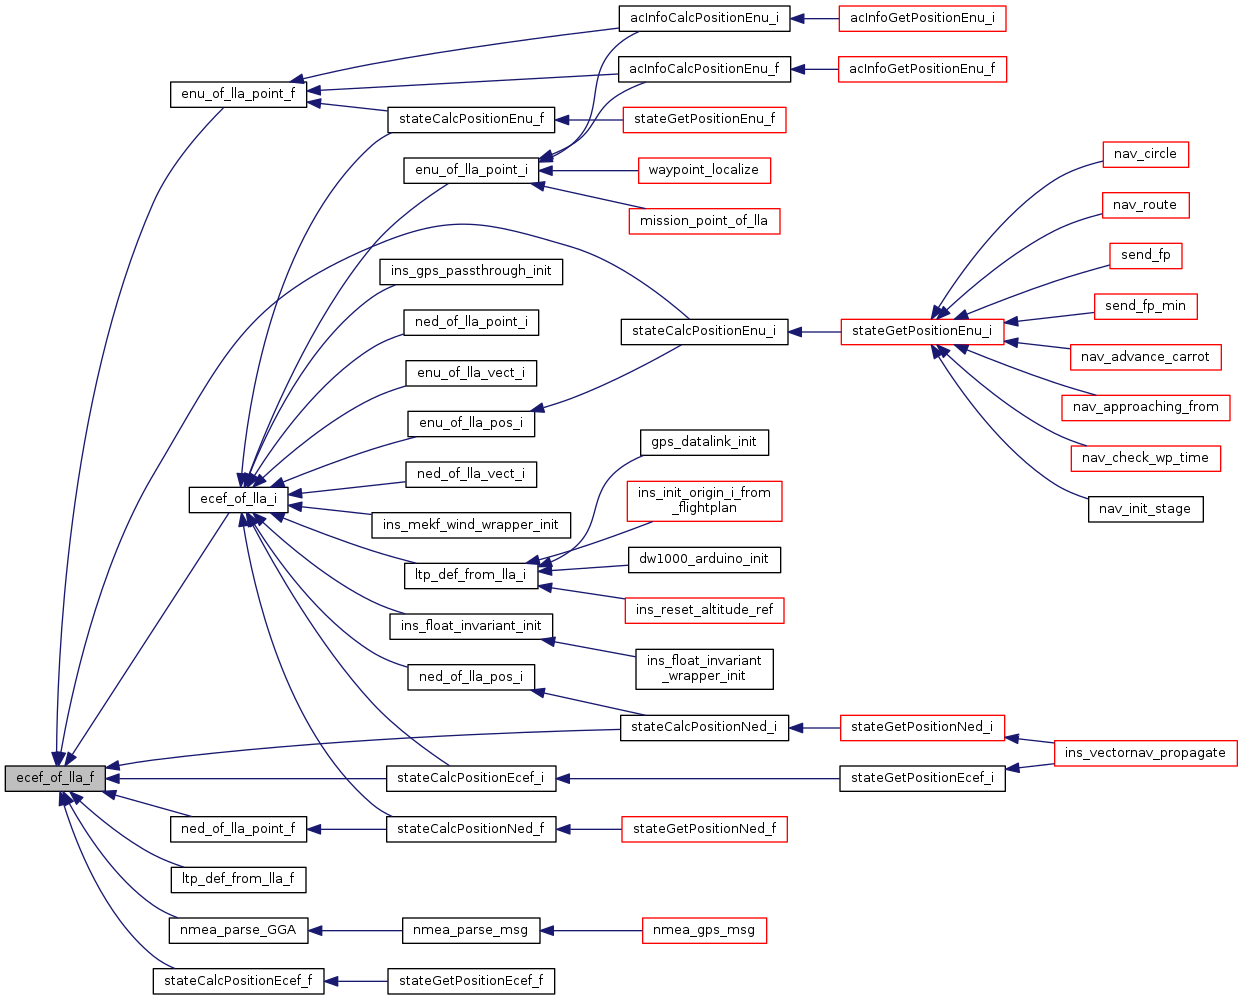 acInfoCalcPositionEnu_i
acInfoGetPositionEnu_i
acInfoCalcPositionEnu_f
acInfoGetPositionEnu_f
enu_of_lla_point_f
stateCalcPositionEnu_f
stateGetPositionEnu_f
enu_of_lla_point_i
waypoint_localize
mission_point_of_lla
nav_circle
nav_route
send_fp
send_fp_min
ins_gps_passthrough_init
ned_of_lla_point_i
stateCalcPositionEnu_i
stateGetPositionEnu_i
nav_advance_carrot
enu_of_lla_vect_i
nav_approaching_from
enu_of_lla_pos_i
gps_datalink_init
nav_check_wp_time
ned_of_lla_vect_i
ecef_of_lla_i
ins_init_origin_i_from
_flightplan
nav_init_stage
ins_mekf_wind_wrapper_init
dw1000_arduino_init
ltp_def_from_lla_i
ins_reset_altitude_ref
ins_float_invariant_init
ins_float_invariant
_wrapper_init
ned_of_lla_pos_i
stateCalcPositionNed_i
stateGetPositionNed_i
ins_vectornav_propagate
ecef_of_lla_f
stateCalcPositionEcef_i
stateGetPositionEcef_i
ned_of_lla_point_f
stateCalcPositionNed_f
stateGetPositionNed_f
ltp_def_from_lla_f
nmea_parse_GGA
nmea_parse_msg
nmea_gps_msg
stateCalcPositionEcef_f
stateGetPositionEcef_f